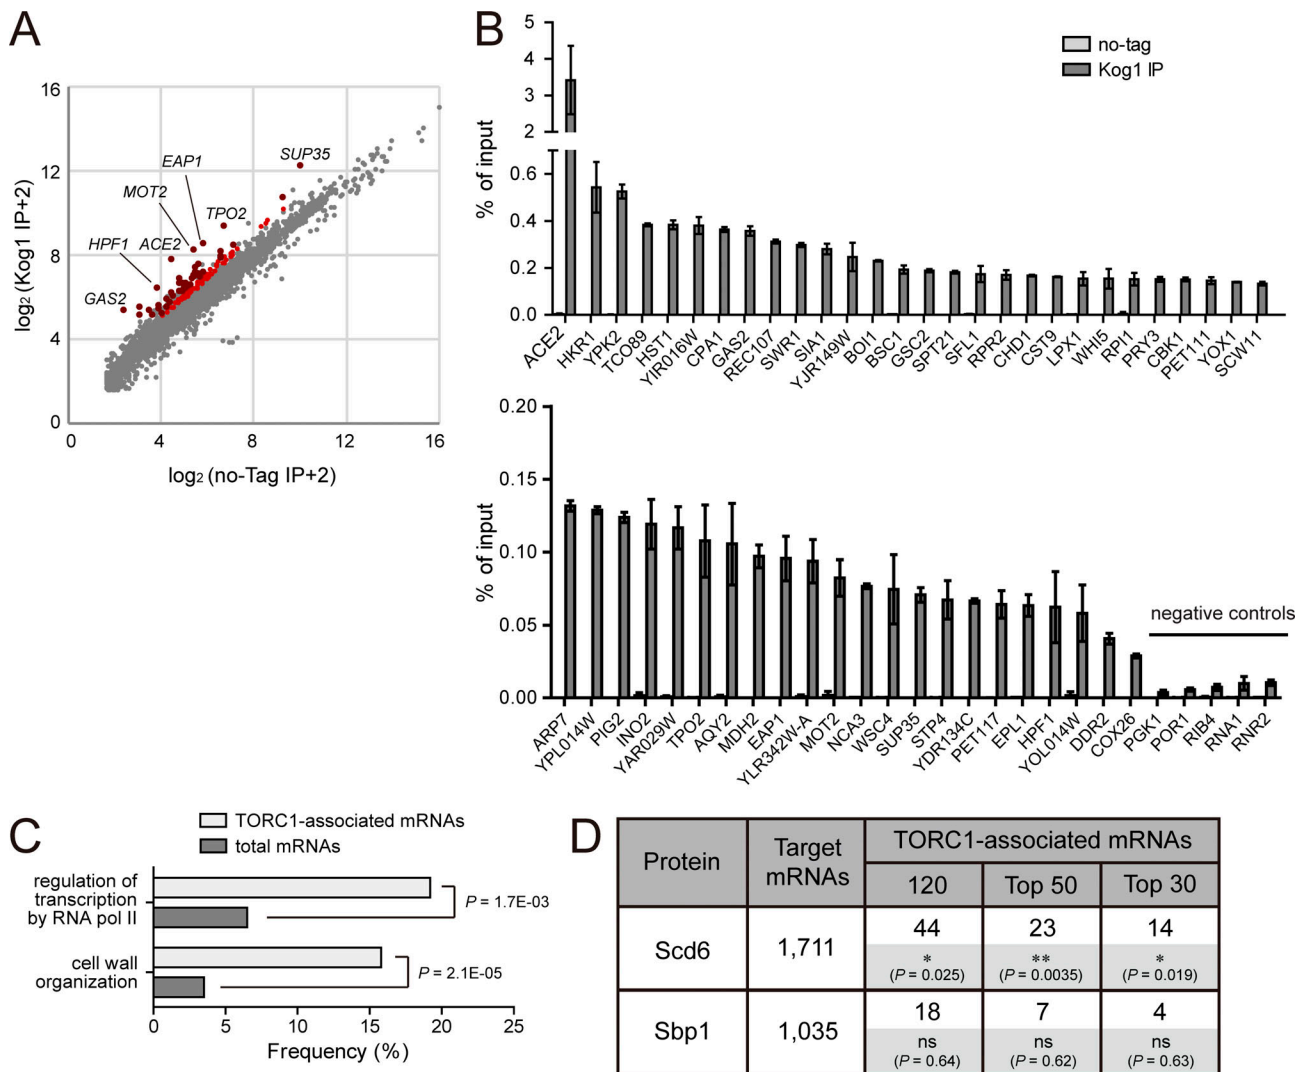 A
16
12
8
4
0
0
4
8
12
16
log2 (Kog1 IP+2)
log2 (no-Tag IP+2)
EAP1
SUP35
MOT2
TPO2
HPF1
ACE2
GAS2
B
5
4
3
2
0.6
0.4
0.2
0.0
% of input
no-tag
Kog1 IP
ACE2
HKR1
YPK2
TCO89
HST1
YIR016W
CPA1
GAS2
REC107
SWR1
SIA1
YJR149W
BOI1
BSC1
GSC2
SPT21
SFL1
RPR2
CHD1
CST9
LPX1
WHI5
RPI1
PRY3
CBK1
PET111
YOX1
SCW11
0.20
0.15
0.10
0.05
0.00
% of input
negative controls
ARP7
YPL014W
PIG2
INO2
YAR029W
TPO2
AQY2
MDH2
EAP1
YLR342W-A
MOT2
NCA3
WSC4
SUP35
STP4
YDR134C
PET117
EPL1
HPF1
YOL014W
DDR2
COX26
PGK1
POR1
RIB4
RNA1
RNR2
C
TORC1-associated mRNAs
total mRNAs
regulation of
transcription
by RNA pol II
P = 1.7E-03
cell wall
organization
P = 2.1E-05
0
5
10
15
20
25
Frequency (%)
D
Protein
Target
mRNAs
TORC1-associated mRNAs
120
Top 50
Top 30
Scd6
1,711
44
23
14
*
**
*
(P = 0.025)
(P = 0.0035)
(P = 0.019)
Sbp1
1,035
18
7
4
ns
ns
ns
(P = 0.64)
(P = 0.62)
(P = 0.63)